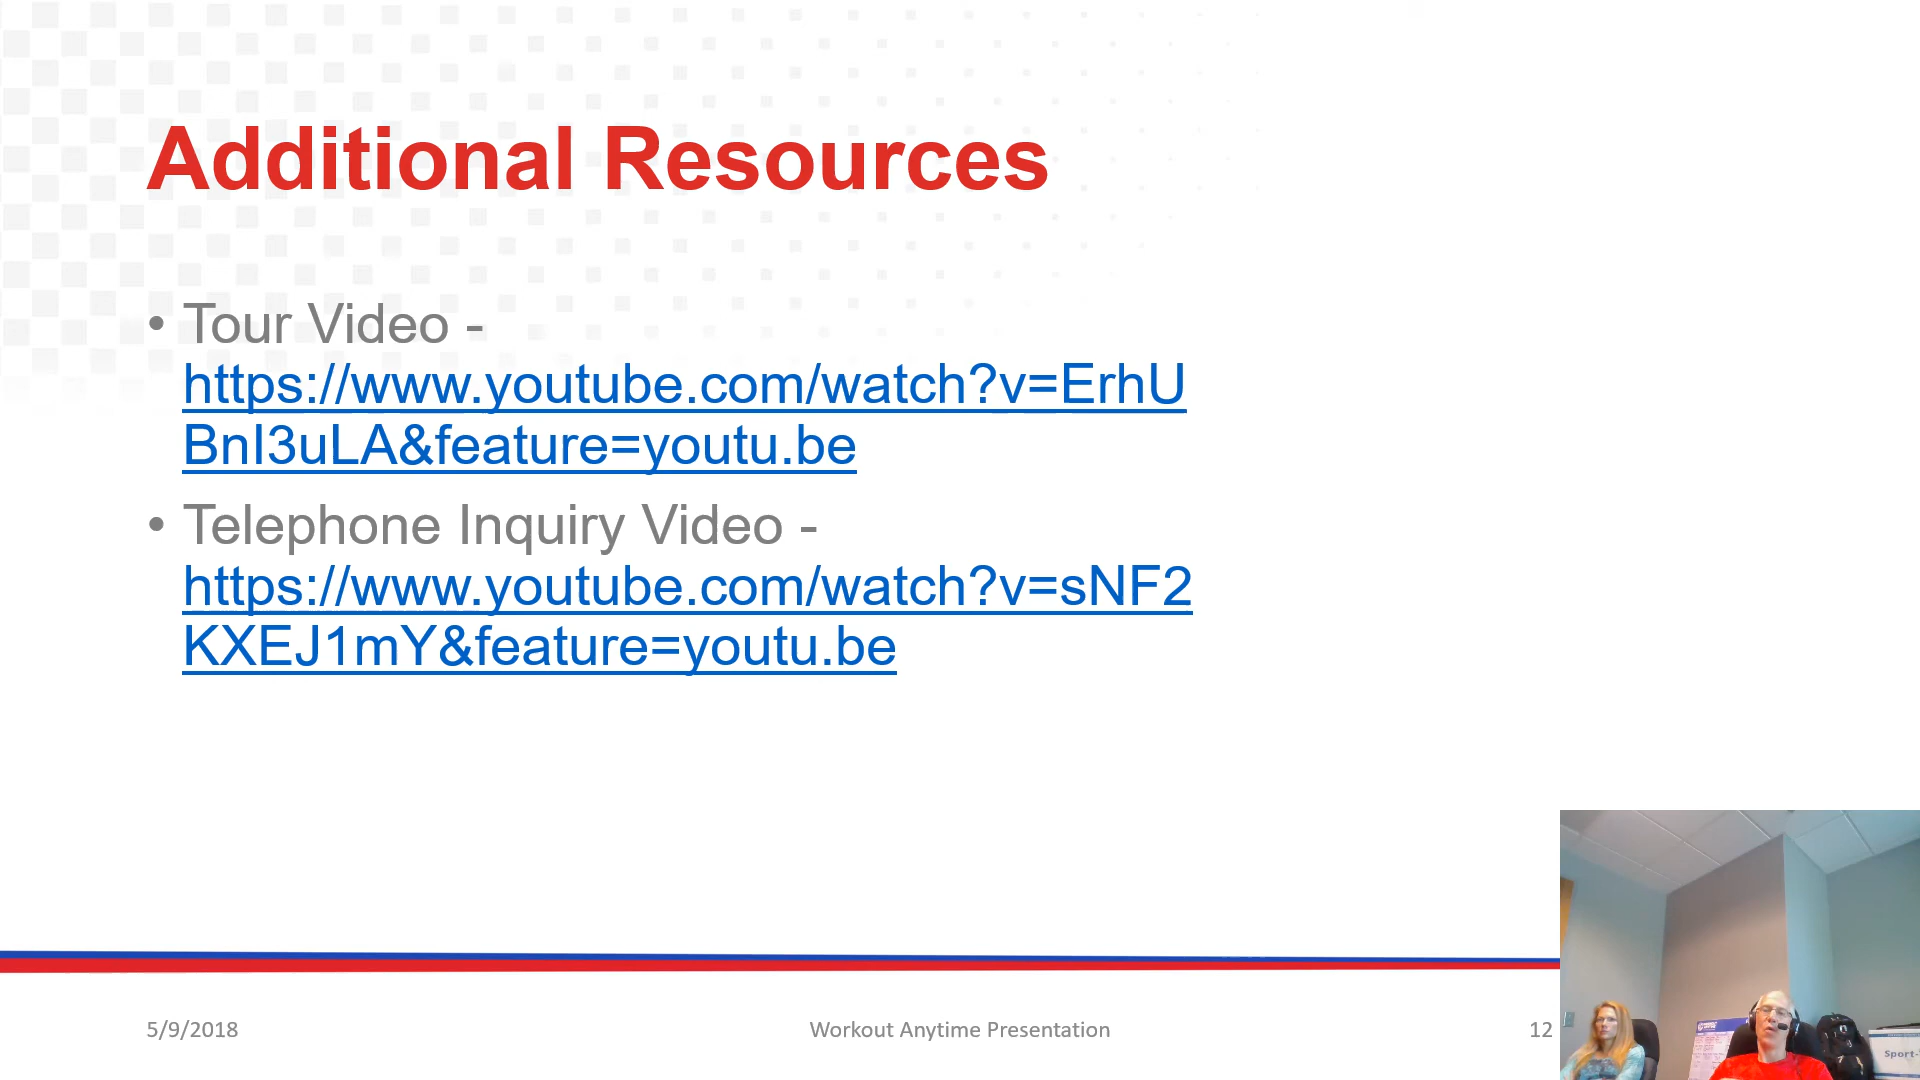 Additional Resources
• Tour Video -
https://www.youtube.com/watch?v=ErhU
BnI3uLA&feature=youtu.be
• Telephone Inquiry Video -
https://www.youtube.com/watch?v=sNF2
KXEJ1mY&feature=youtu.be
5/9/2018
Workout Anytime Presentation
12
Sport-